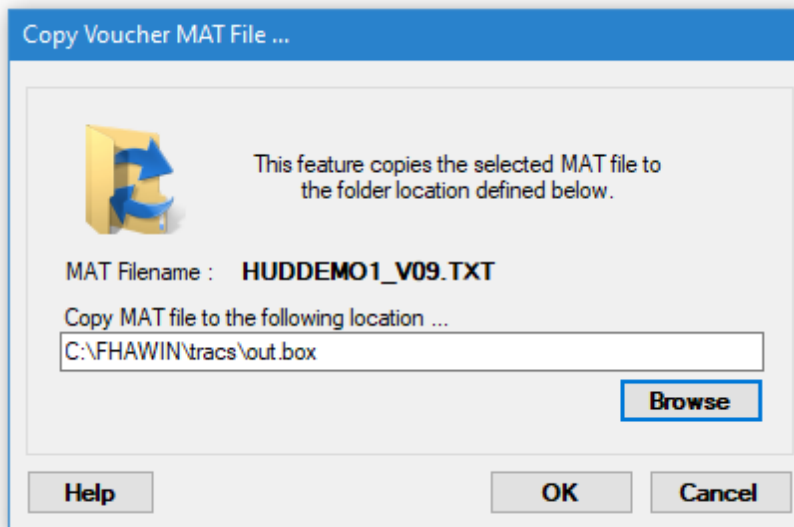 Copy Voucher MAT File ...
This feature copies the selected MAT file to
the folder location defined below.
MAT Filename : HUDDEMO1_V09.TXT
Copy MAT file to the following location ...
C:\FHAWIN\tracs\out.box
Browse
Help OK Cancel